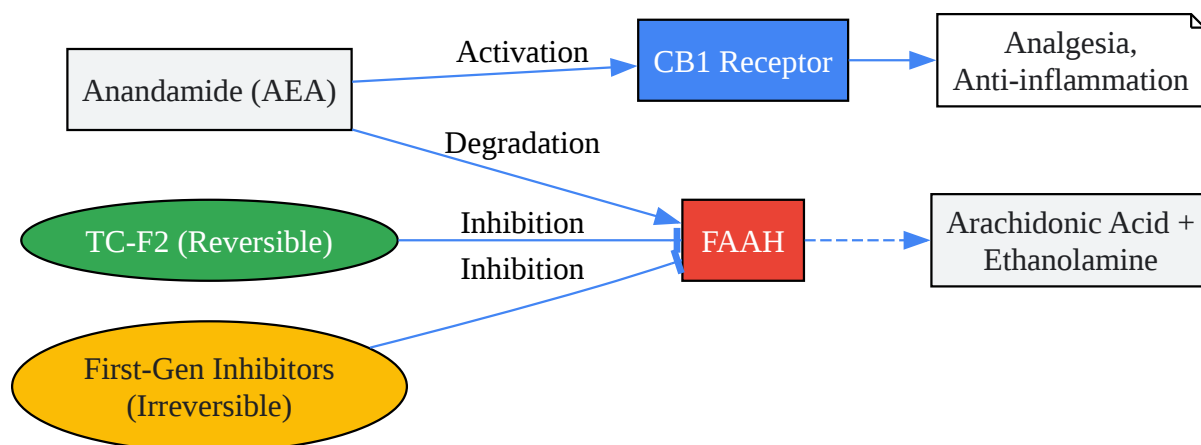 Anandamide (AEA)
Activation
CB1 Receptor
Analgesia,
Anti-inflammation
Degradation
TC-F2 (Reversible)
Inhibition
FAAH
Arachidonic Acid +
Ethanolamine
Inhibition
First-Gen Inhibitors
(Irreversible)